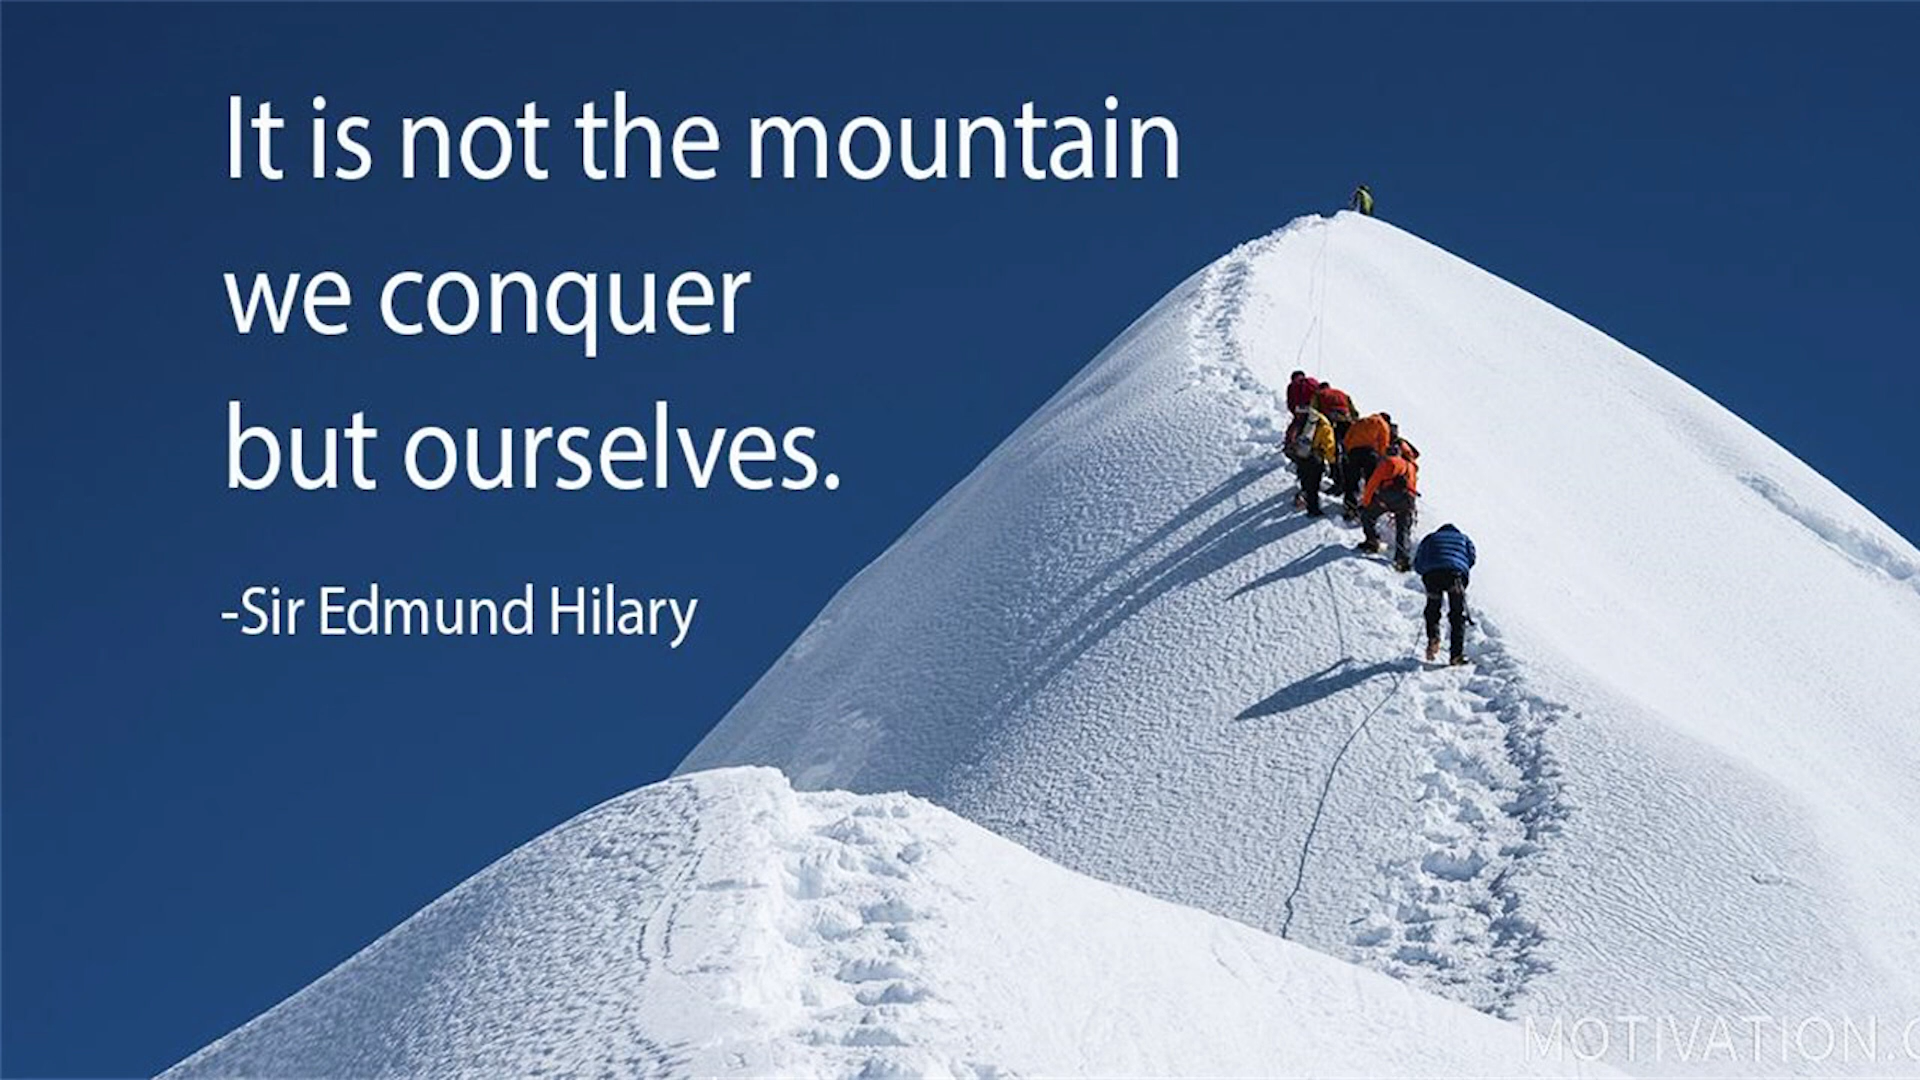 It is not the mountain
we conquer
but ourselves.
-Sir Edmund Hilary
MOTIVATION.